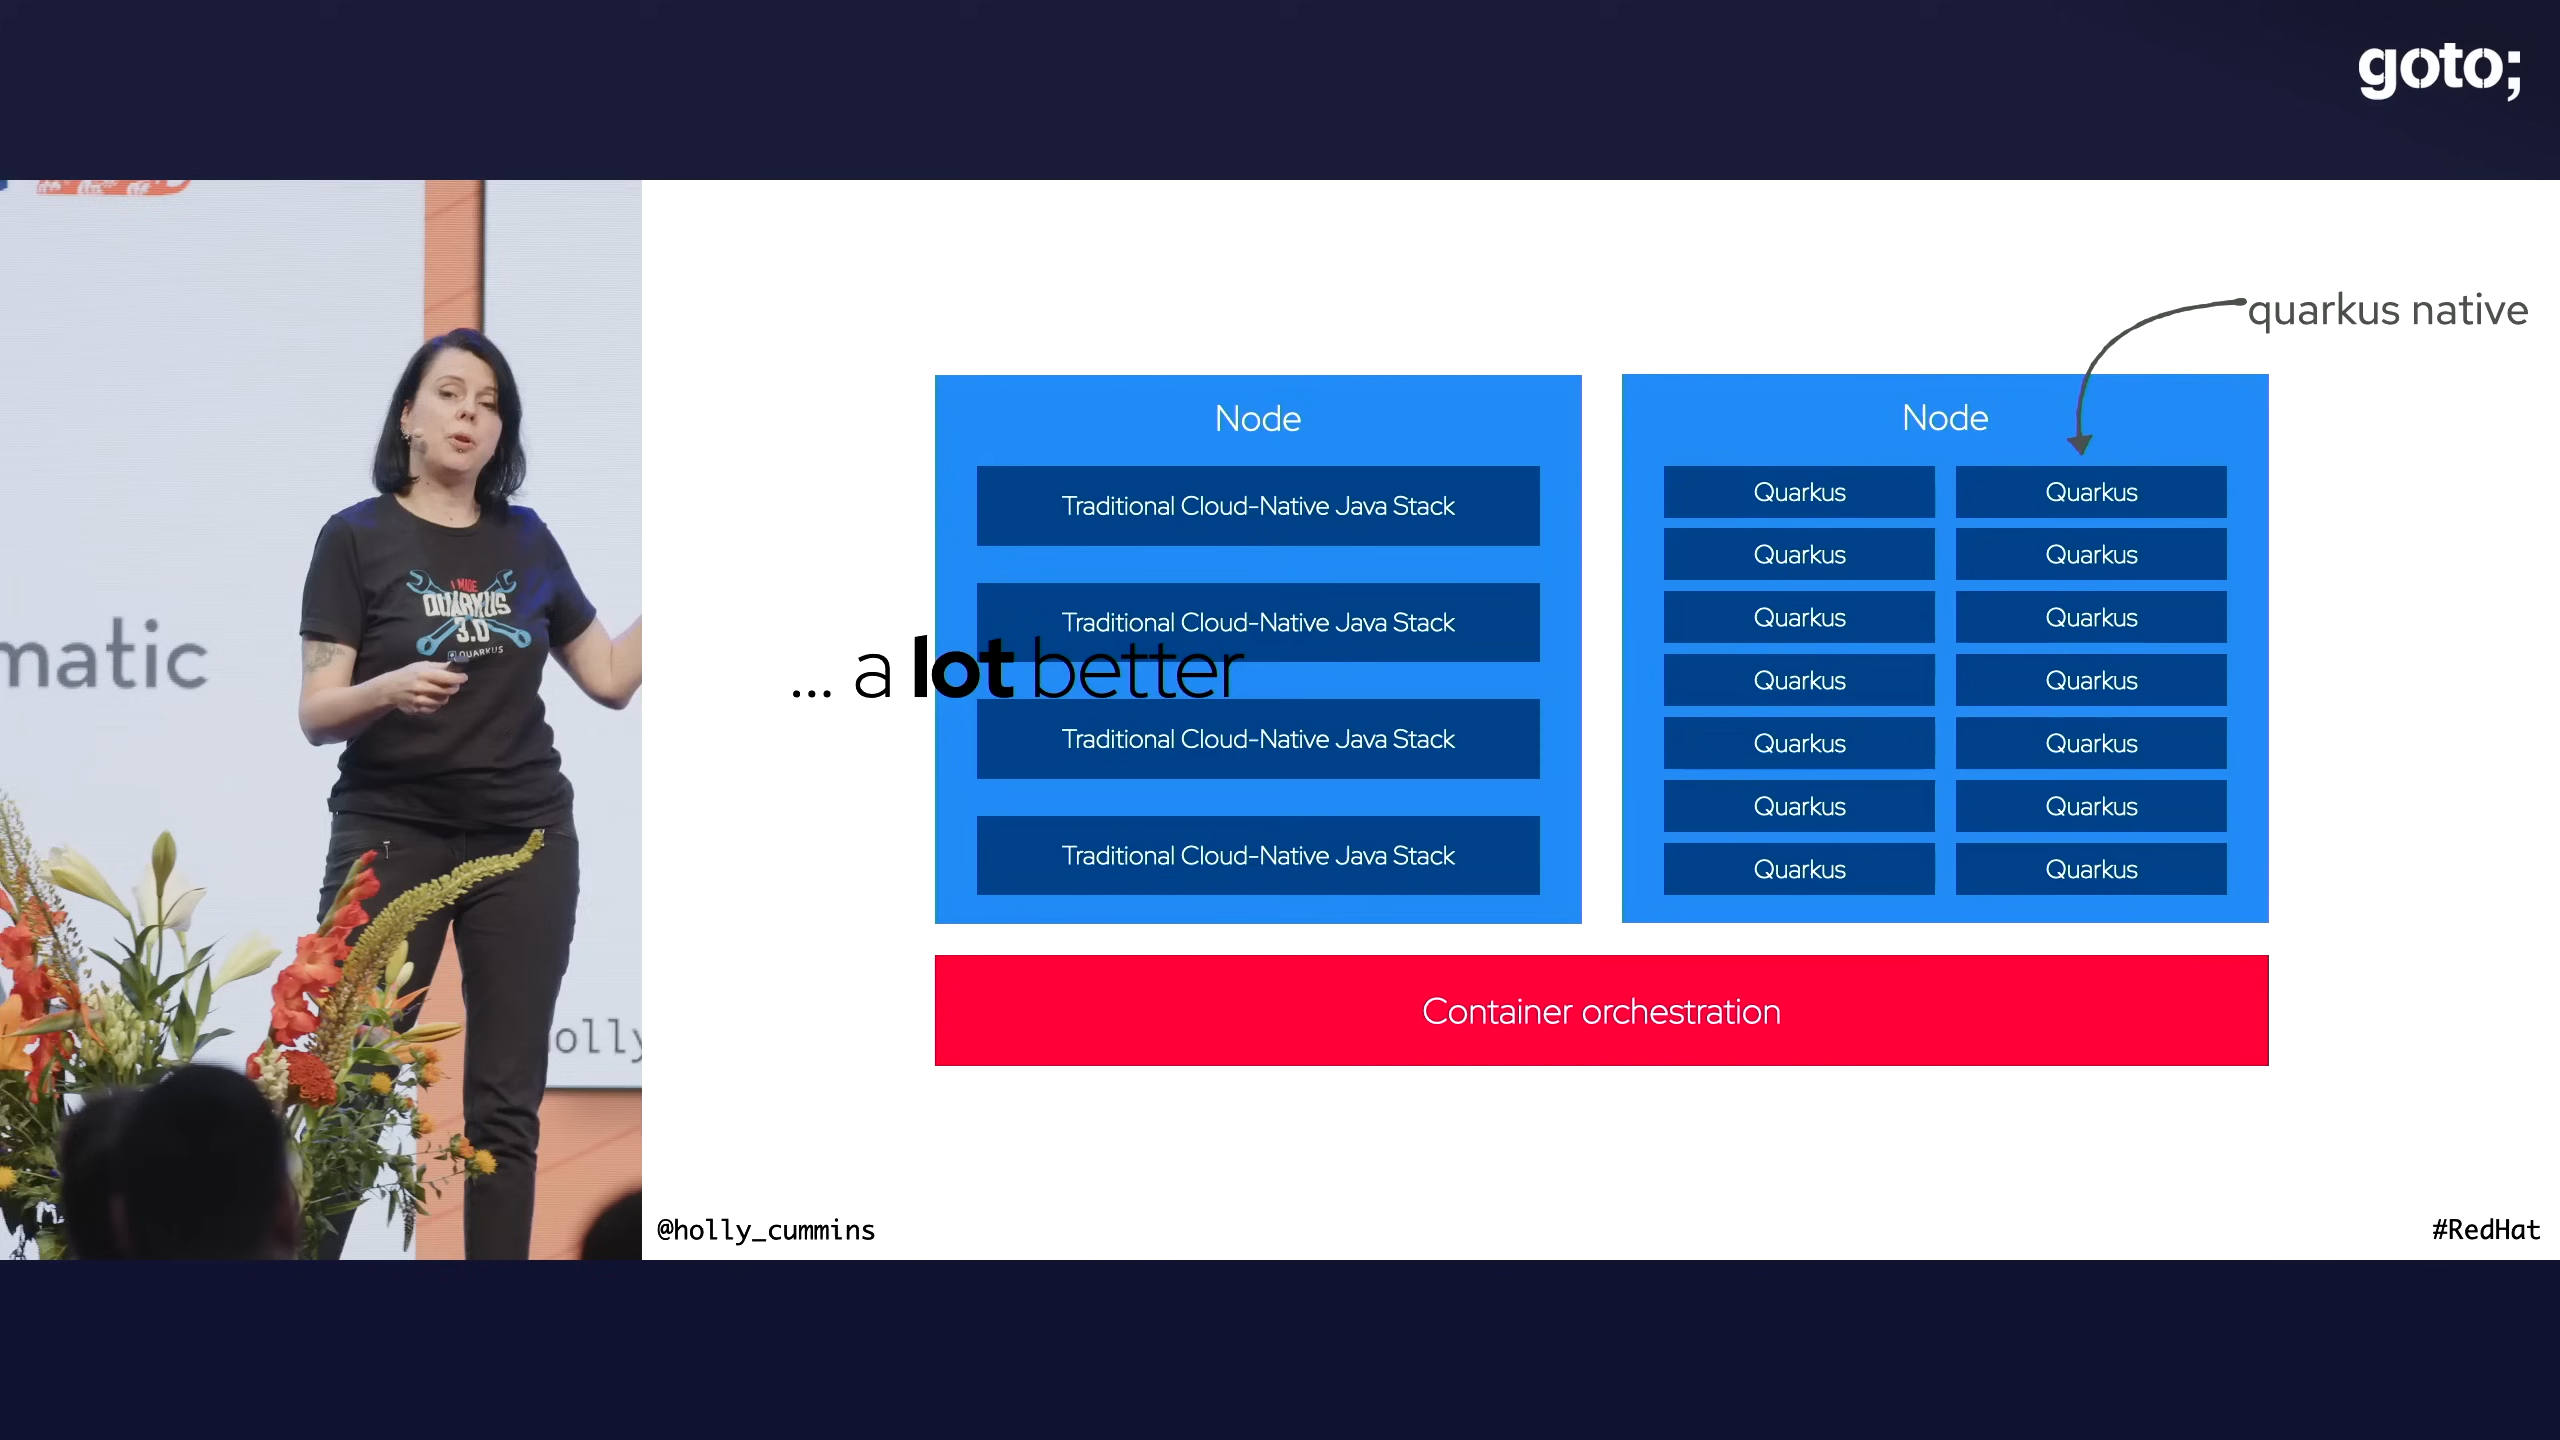 goto;
matic
I MADE
QUARKUS
3.0
QUARKUS
olly
quarkus native
Node
Traditional Cloud-Native Java Stack
Traditional Cloud-Native Java Stack
... a lot better
Traditional Cloud-Native Java Stack
Traditional Cloud-Native Java Stack
Node
Quarkus Quarkus
Quarkus Quarkus
Quarkus Quarkus
Quarkus Quarkus
Quarkus Quarkus
Quarkus Quarkus
Quarkus Quarkus
Container orchestration
@holly_cummins
#RedHat